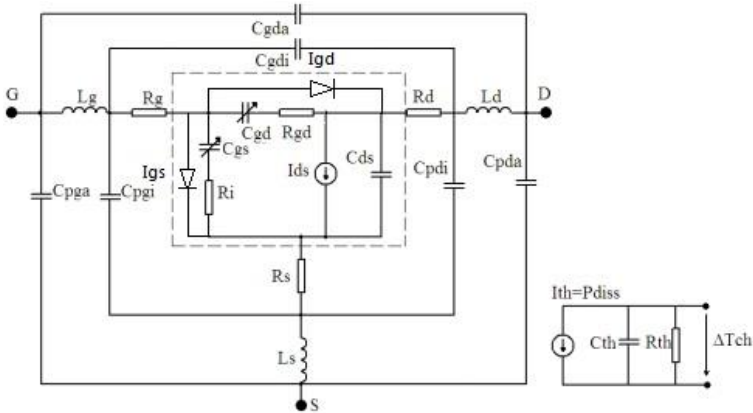 Cgda
Cgdi Igd
G Lg Rg Rd Ld D
Cgd Rgd
Cgs
Igs Ids Cds Cpdi Cpda
Cpga Cpgi Ri
Rs
Ith=Pdiss
Cth Rth ΔTch
Ls
S